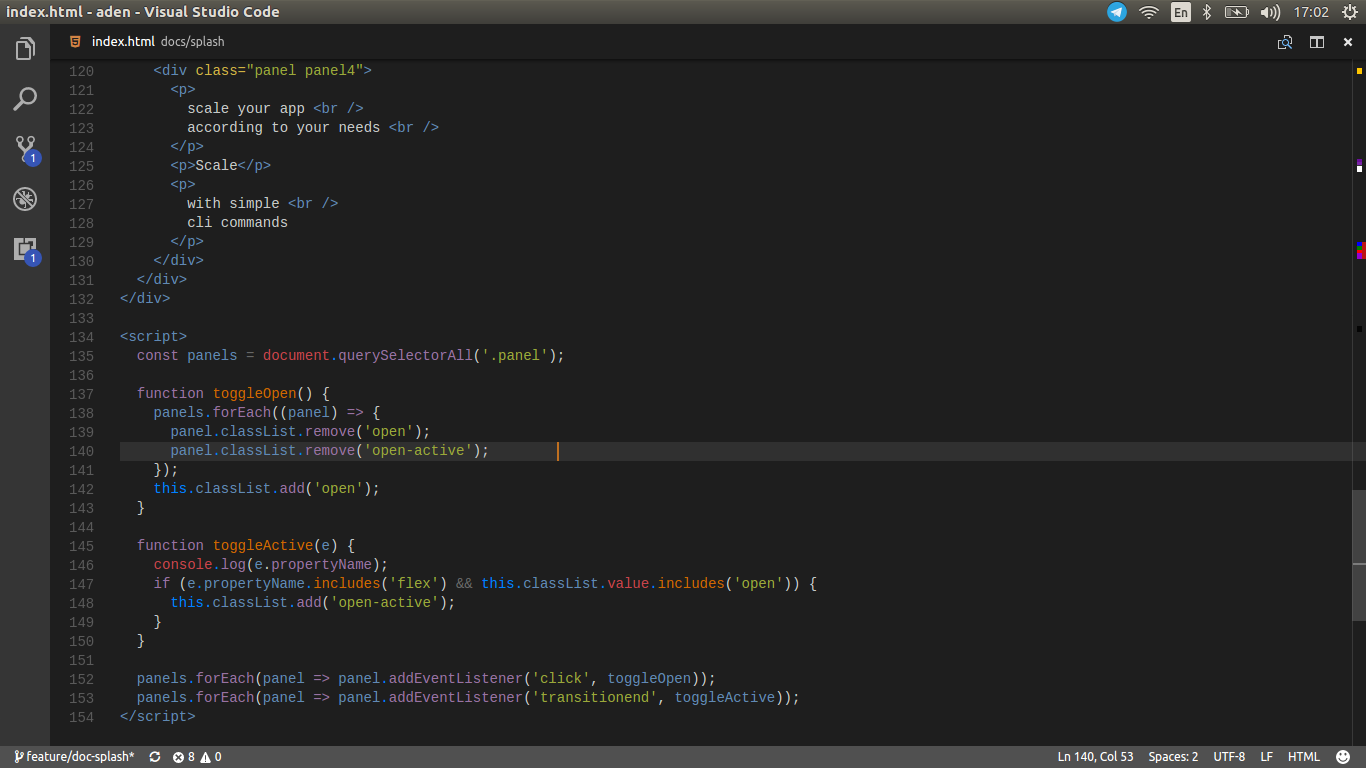 index.html - aden - Visual Studio Code En 17:02
index.html docs/splash
1
1
120     <div class="panel panel4">
121       <p>
122         scale your app <br />
123         according to your needs <br />
124       </p>
125       <p>Scale</p>
126       <p>
127         with simple <br />
128         cli commands
129       </p>
130     </div>
131   </div>
132 </div>
133
134 <script>
135   const panels = document.querySelectorAll('.panel');
136
137   function toggleOpen() {
138     panels.forEach((panel) => {
139       panel.classList.remove('open');
140       panel.classList.remove('open-active');
141     });
142     this.classList.add('open');
143   }
144
145   function toggleActive(e) {
146     console.log(e.propertyName);
147     if (e.propertyName.includes('flex') && this.classList.value.includes('open')) {
148       this.classList.add('open-active');
149     }
150   }
151
152   panels.forEach(panel => panel.addEventListener('click', toggleOpen));
153   panels.forEach(panel => panel.addEventListener('transitionend', toggleActive));
154 </script>
feature/doc-splash* 8 0 Ln 140, Col 53 Spaces: 2 UTF-8 LF HTML